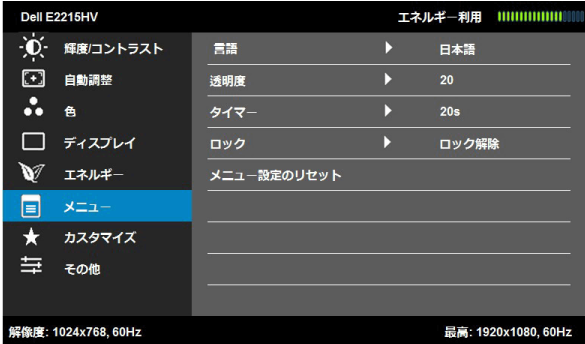 Dell E2215HV エネルギー利用
輝度/コントラスト
自動調整
色
ディスプレイ
エネルギー
メニュー
カスタマイズ
その他
言語 日本語
透明度 20
タイマー 20s
ロック ロック解除
メニュー設定のリセット
解像度: 1024x768, 60Hz 最高: 1920x1080, 60Hz